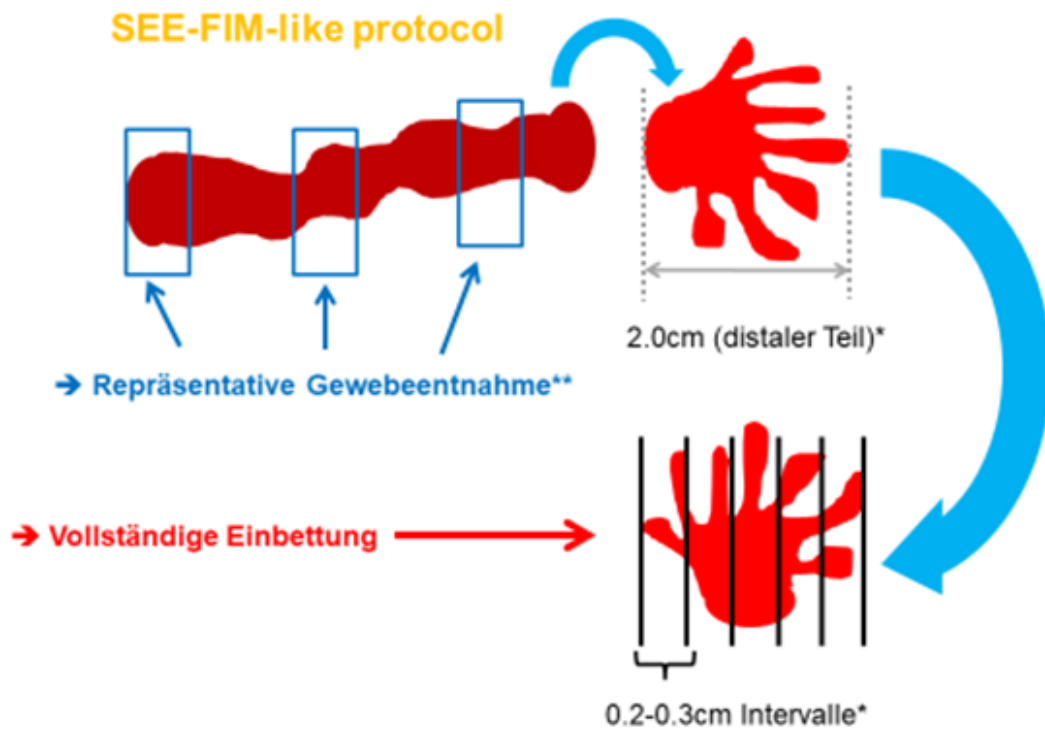 SEE-FIM-like protocol
2.0cm (distaler Teil)*
➔ Repräsentative Gewebeentnahme**
➔ Vollständige Einbettung
0.2-0.3cm Intervalle*